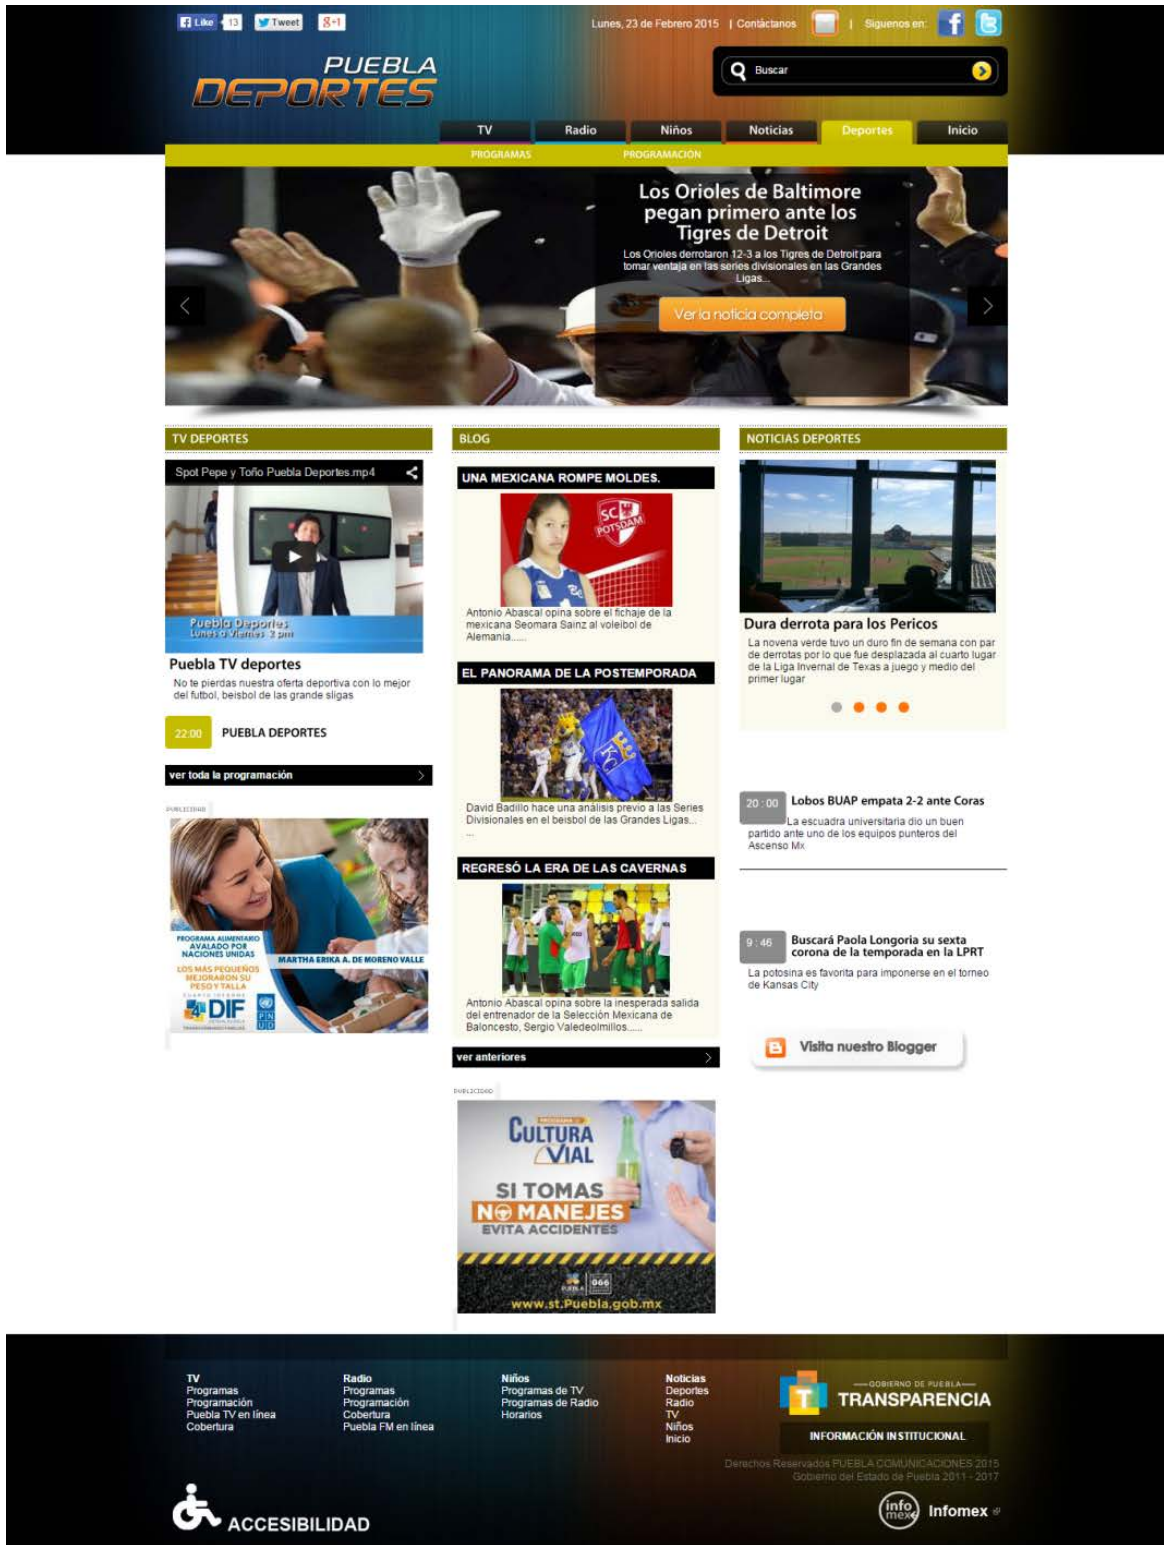 Like 13 Tweet g+1
Lunes, 23 de Febrero 2015 | Contáctanos | Siguenos en:
PUEBLA
DEPORTES
Buscar
TV Radio Niños Noticias Deportes Inicio
PROGRAMAS PROGRAMACIÓN
Los Orioles de Baltimore
pegan primero ante los
Tigres de Detroit
Los Orioles derrotaron 12-3 a los Tigres de Detroit para
tomar ventaja en las series divisionales en las Grandes
Ligas...
Ver la noticia completa
TV DEPORTES
Spot Pepe y Toño Puebla Deportes.mp4
Puebla Deportes
Lunes a Viernes 2 pm
Puebla TV deportes
No te pierdas nuestra oferta deportiva con lo mejor
del futbol, beisbol de las grande sligas
22:00 PUEBLA DEPORTES
ver toda la programación
PUBLICIDAD
PROGRAMA ALIMENTARIO
AVALADO POR
NACIONES UNIDAS
MARTHA ERIKA A. DE MORENO VALLE
LOS MÁS PEQUEÑOS
MEJORARON SU
PESO Y TALLA
CUARTO INFORME
4 DIF
PNUD
BLOG
UNA MEXICANA ROMPE MOLDES.
SC
POTSDAM
Antonio Abascal opina sobre el fichaje de la
mexicana Seomara Sainz al voleibol de
Alemania......
EL PANORAMA DE LA POSTEMPORADA
KC
David Badillo hace una análisis previo a las Series
Divisionales en el beisbol de las Grandes Ligas...
...
REGRESÓ LA ERA DE LAS CAVERNAS
Antonio Abascal opina sobre la inesperada salida
del entrenador de la Selección Mexicana de
Baloncesto, Sergio Valedeolmillos......
ver anteriores
PUBLICIDAD
PROGRAMA DE
CULTURA
VIAL
SI TOMAS
NO MANEJES
EVITA ACCIDENTES
PUEBLA 066
www.st.Puebla.gob.mx
NOTICIAS DEPORTES
Dura derrota para los Pericos
La novena verde tuvo un duro fin de semana con par
de derrotas por lo que fue desplazada al cuarto lugar
de la Liga Invernal de Texas a juego y medio del
primer lugar
20 : 00 Lobos BUAP empata 2-2 ante Coras
La escuadra universitaria dio un buen
partido ante uno de los equipos punteros del
Ascenso Mx
9 : 46 Buscará Paola Longoria su sexta
corona de la temporada en la LPRT
La potosina es favorita para imponerse en el torneo
de Kansas City
Visita nuestro Blogger
TV
Programas
Programación
Puebla TV en línea
Cobertura
Radio
Programas
Programación
Cobertura
Puebla FM en línea
Niños
Programas de TV
Programas de Radio
Horarios
Noticias
Deportes
Radio
TV
Niños
Inicio
GOBIERNO DE PUEBLA
TRANSPARENCIA
INFORMACIÓN INSTITUCIONAL
Derechos Reservados PUEBLA COMUNICACIONES 2015
Gobierno del Estado de Puebla 2011 - 2017
ACCESIBILIDAD
info
mex
Infomex